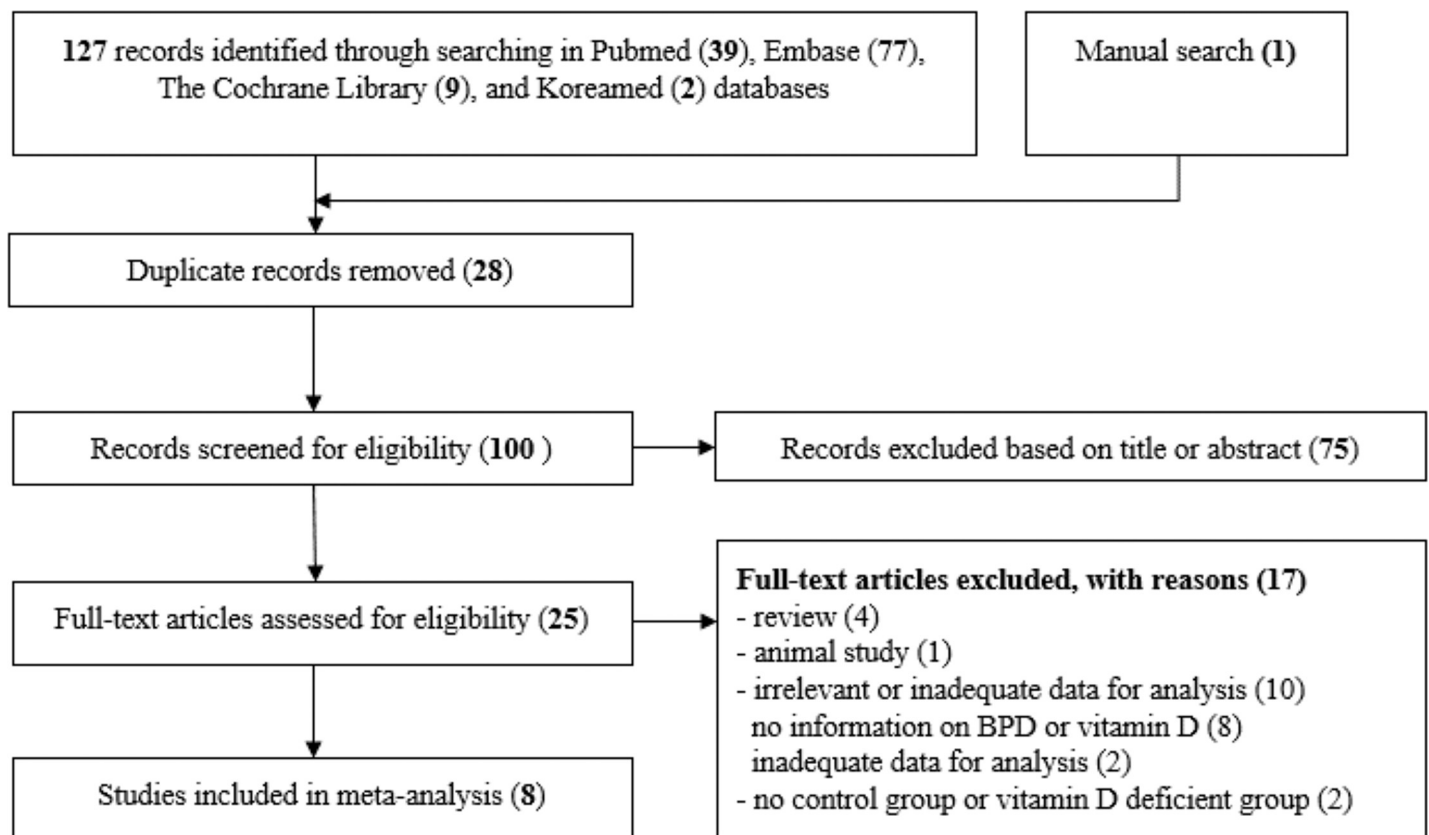 127 records identified through searching in Pubmed (39), Embase (77),
The Cochrane Library (9), and Koreamed (2) databases
Manual search (1)
Duplicate records removed (28)
Records screened for eligibility (100 )
Records excluded based on title or abstract (75)
Full-text articles assessed for eligibility (25)
Full-text articles excluded, with reasons (17)
- review (4)
- animal study (1)
- irrelevant or inadequate data for analysis (10)
no information on BPD or vitamin D (8)
inadequate data for analysis (2)
- no control group or vitamin D deficient group (2)
Studies included in meta-analysis (8)